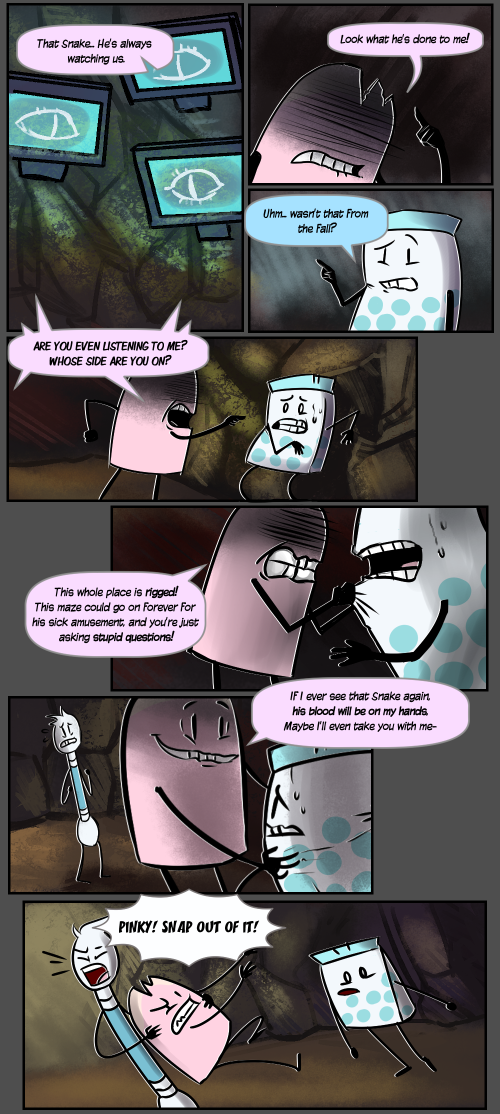 That Snake... He's always
watching us.
Look what he's done to me!
Uhm... wasn't that from
the Fall?
ARE YOU EVEN LISTENING TO ME?
WHOSE SIDE ARE YOU ON?
This whole place is rigged!
This maze could go on Forever For
his sick amusement, and you're just
asking stupid questions!
If I ever see that Snake again,
his blood will be on my hands.
Maybe I'll even take you with me-
PINKY! SNAP OUT OF IT!